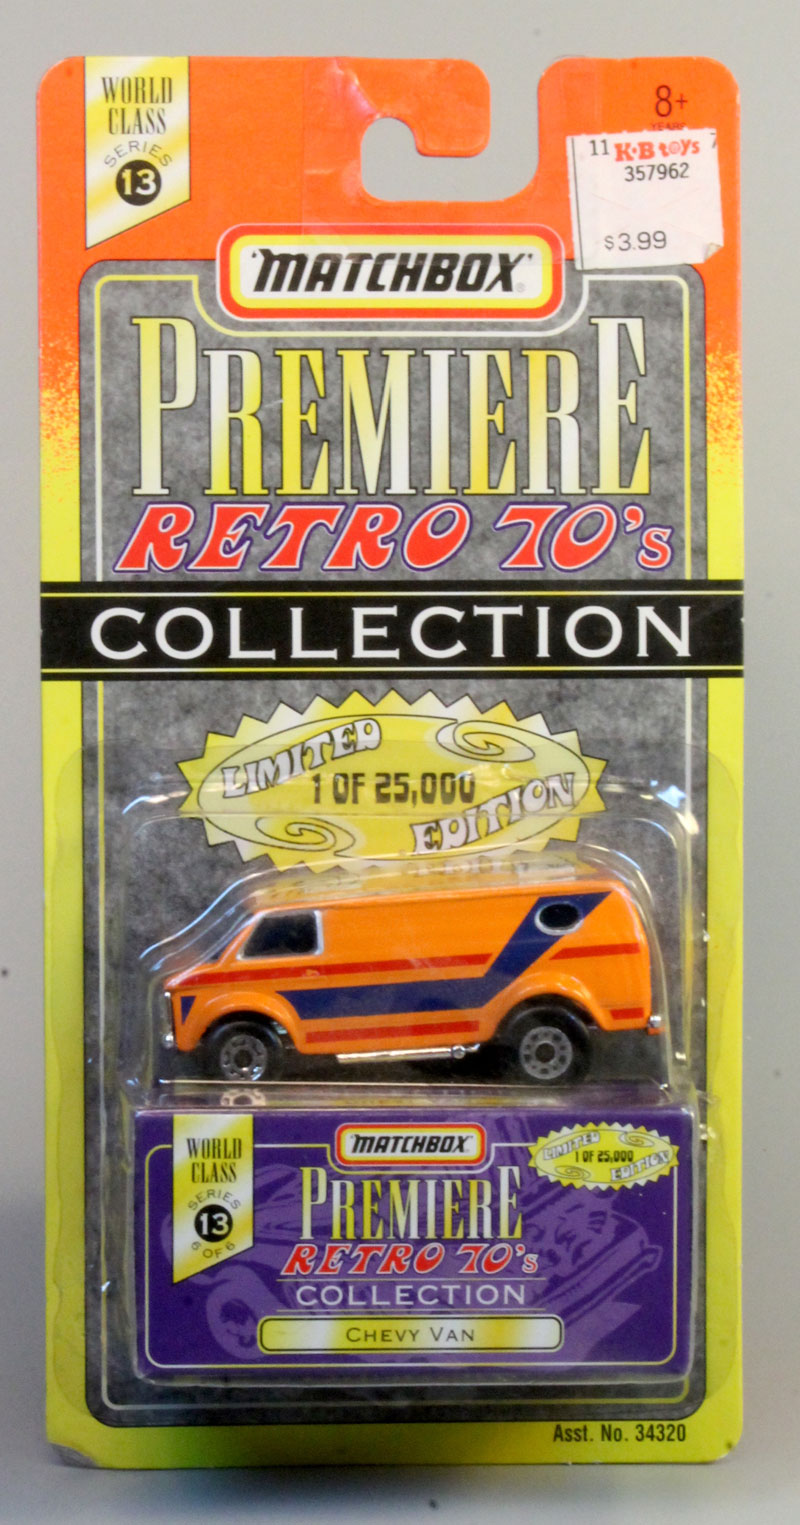 WORLD
CLASS
SERIES
13
8+
YEARS
11 K·B toys 7
357962
$3.99
MATCHBOX®
PREMIERE
RETRO 70's
COLLECTION
LIMITED
1 OF 25,000
EDITION
WORLD
CLASS
SERIES
13
6 OF 6
MATCHBOX
LIMITED
1 OF 25,000
EDITION
PREMIERE
RETRO 70's
COLLECTION
CHEVY VAN
Asst. No. 34320